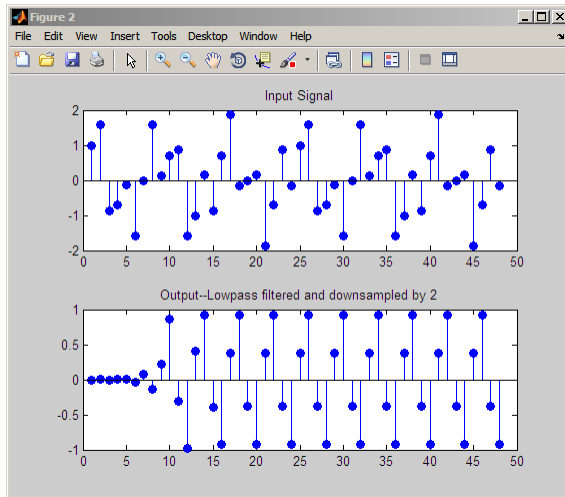 Figure 2
File Edit View Insert Tools Desktop Window Help
Input Signal
2
1
0
-1
-2
0 5 10 15 20 25 30 35 40 45 50
Output--Lowpass filtered and downsampled by 2
1
0.5
0
-0.5
-1
0 5 10 15 20 25 30 35 40 45 50